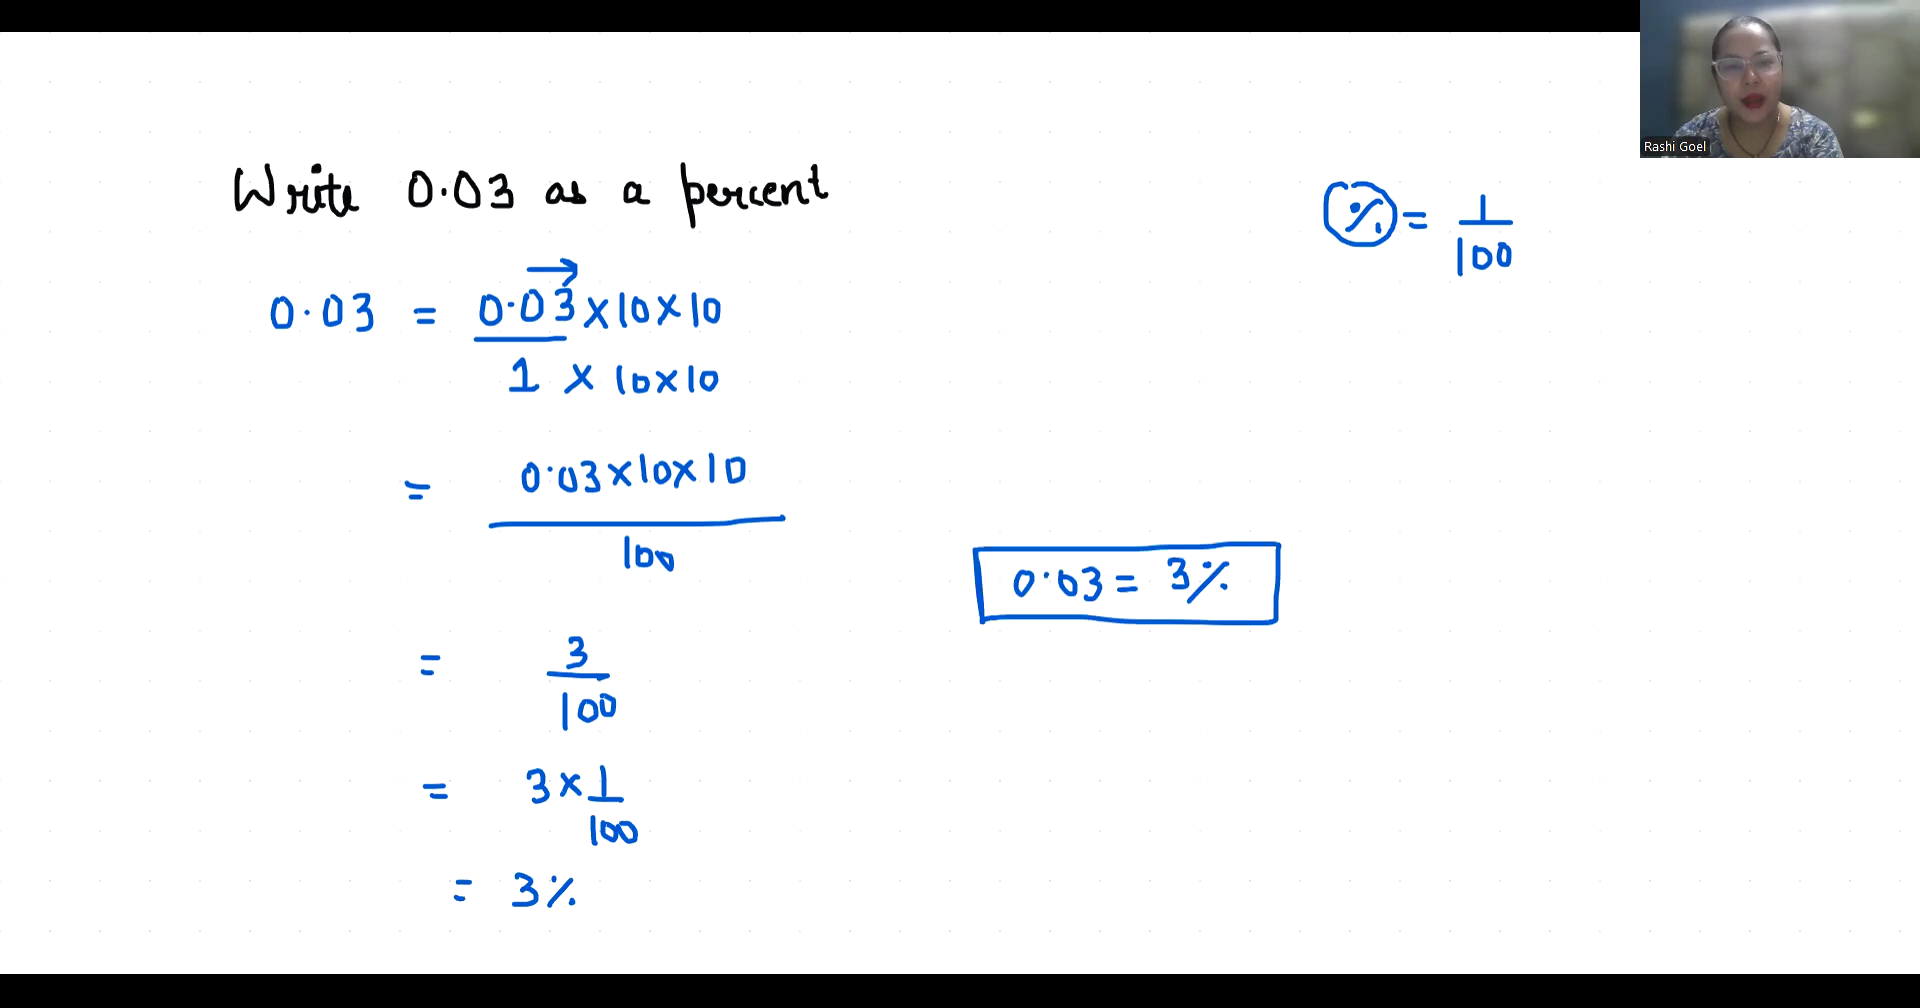 Write 0.03 as a percent
% = 1/100
0.03 = 0.03 × 10 × 10
1 × 10 × 10
= 0.03 × 10 × 10
100
= 3
100
= 3 × 1
100
= 3%
0.03 = 3%
Rashi Goel